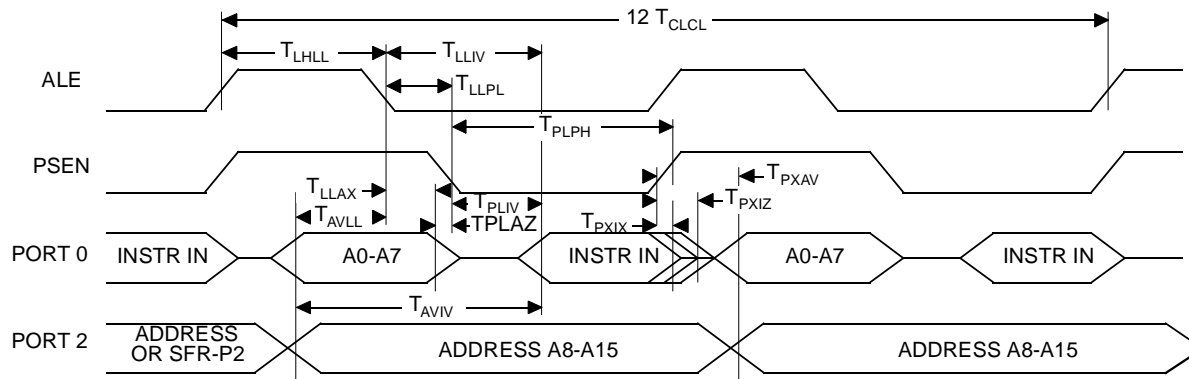 12 TCLCL
TLHLL TLLIV
ALE
TLLPL
TPLPH
PSEN
TLLAX TPXAV
TPLIV TPXIZ
TAVLL TPLAZ TPXIX
PORT 0 INSTR IN A0-A7 INSTR IN A0-A7 INSTR IN
TAVIV
PORT 2 ADDRESS OR SFR-P2 ADDRESS A8-A15 ADDRESS A8-A15